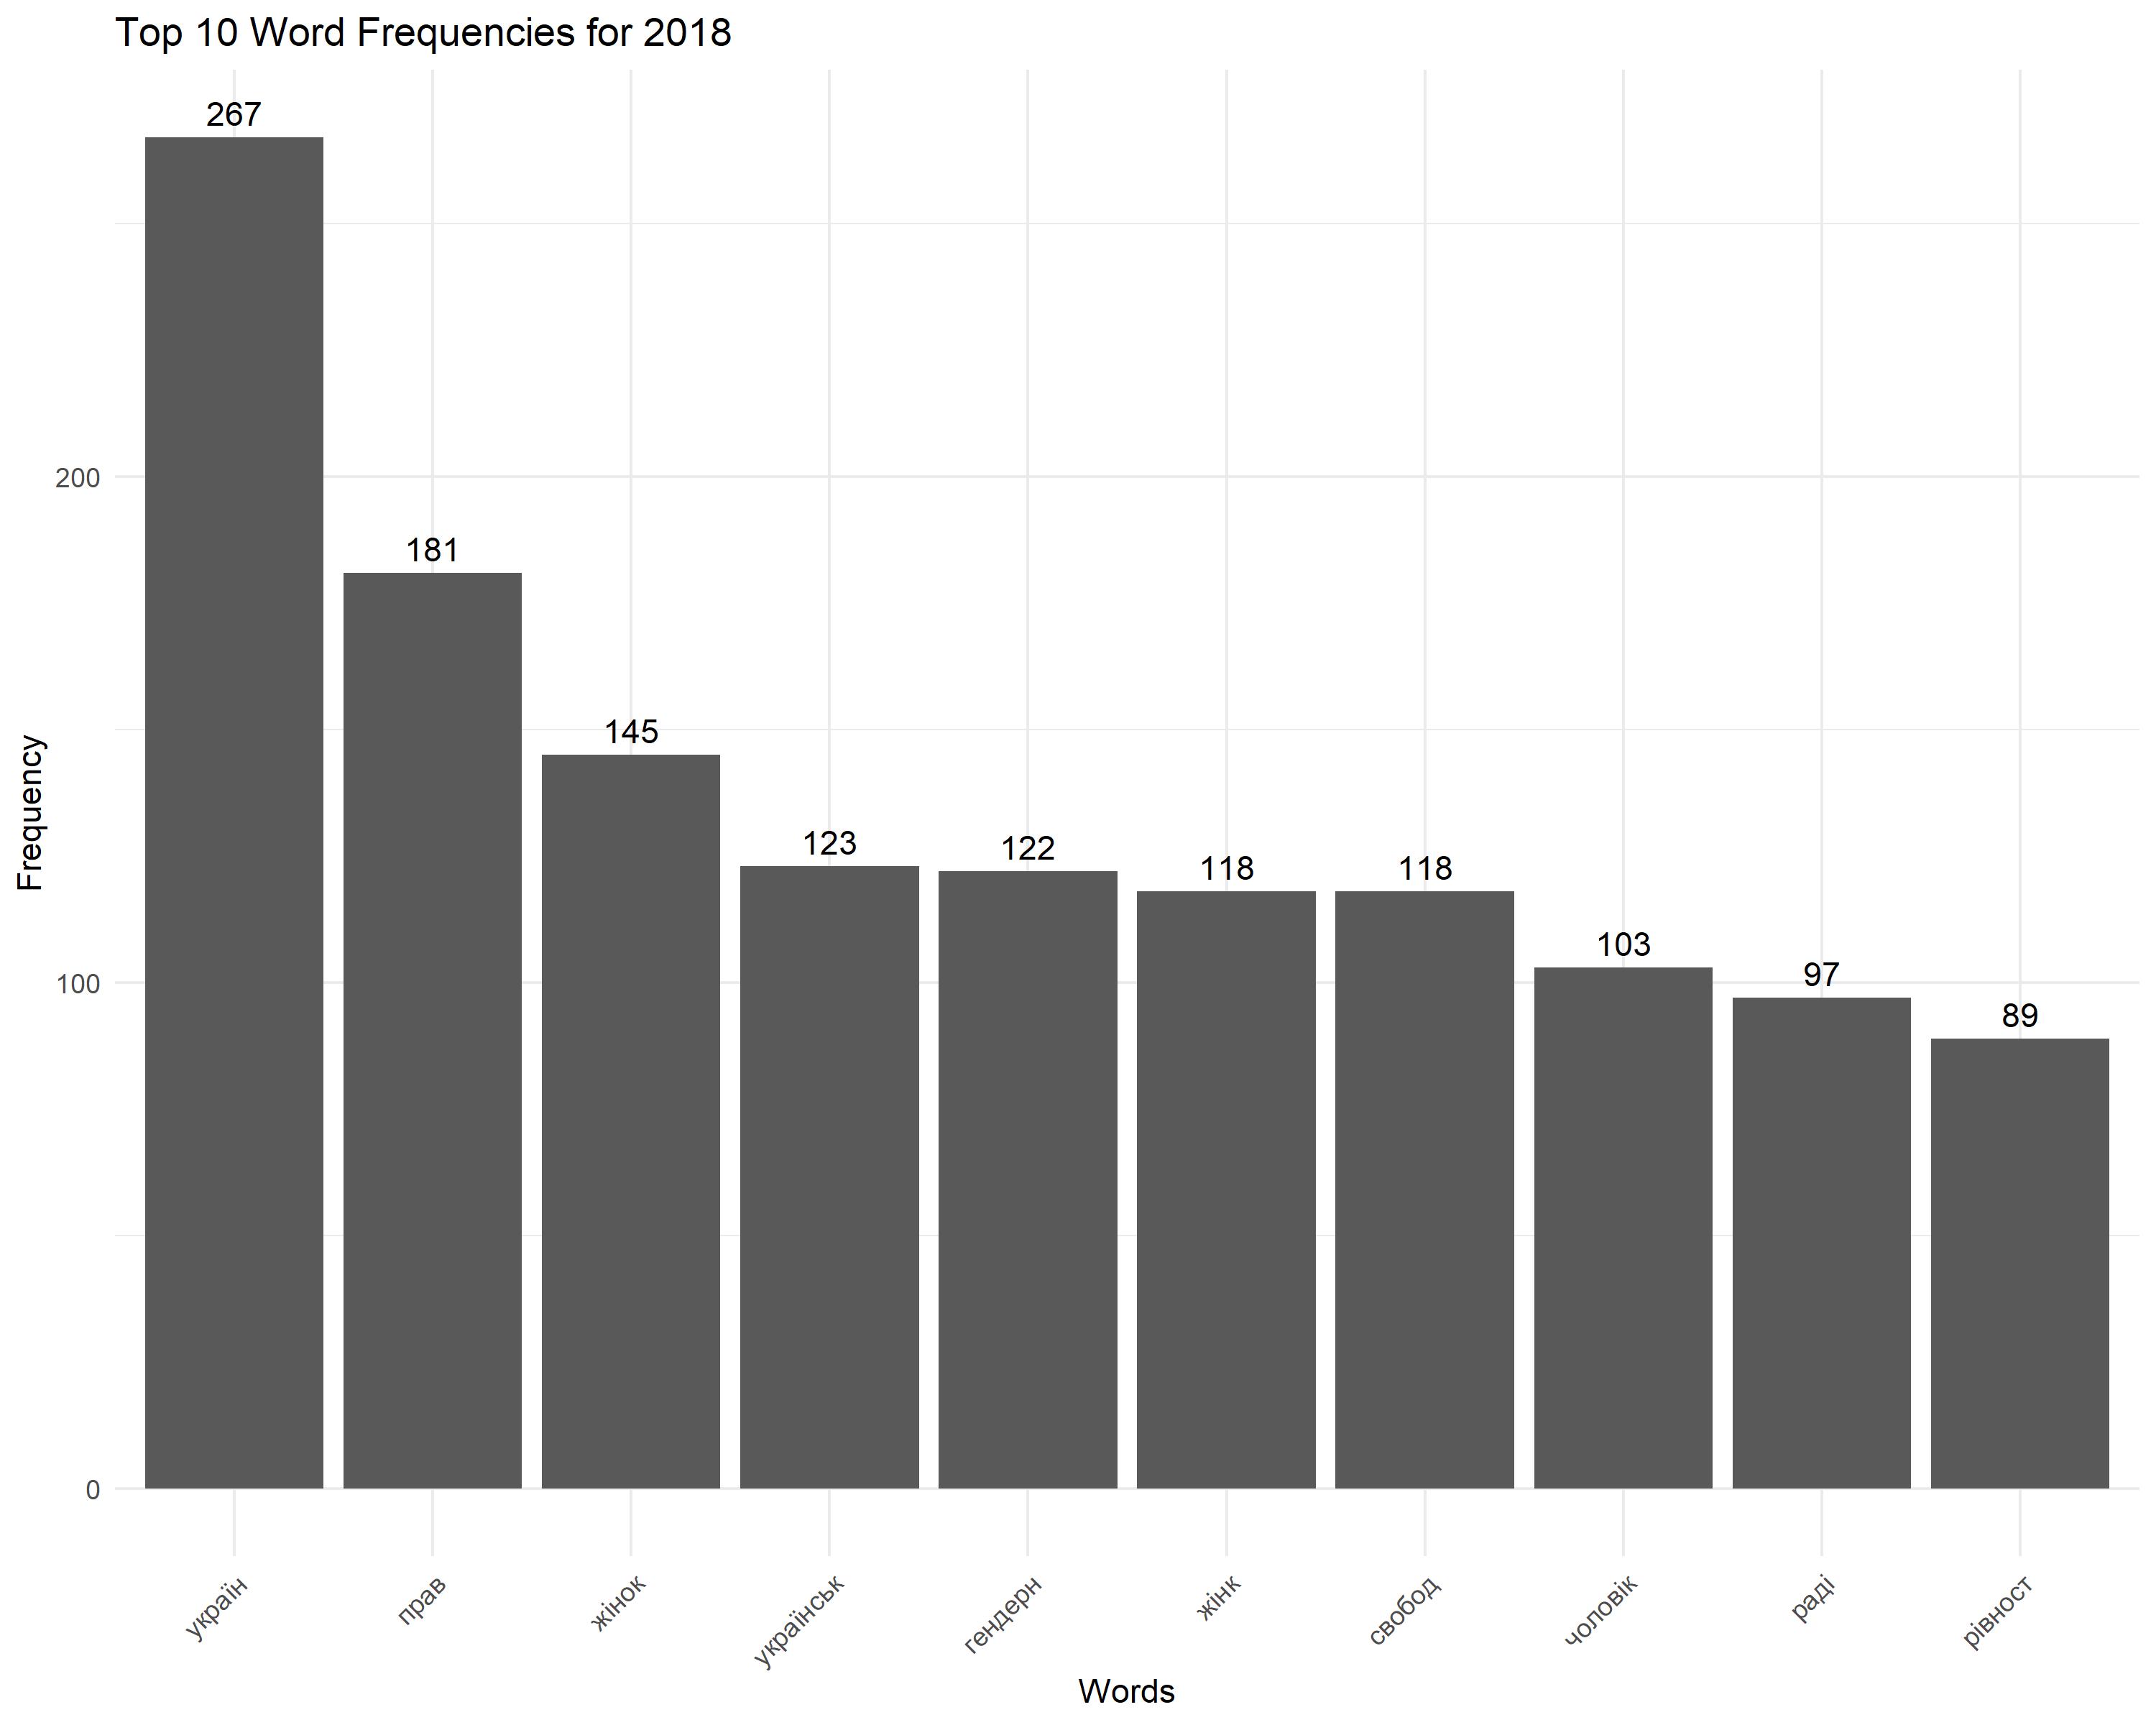 Top 10 Word Frequencies for 2018
267
181
145
123
122
118
118
103
97
89
Frequency
200
100
0
україн
прав
жінок
українськ
гендерн
жінк
свобод
чоловік
раді
рівност
Words